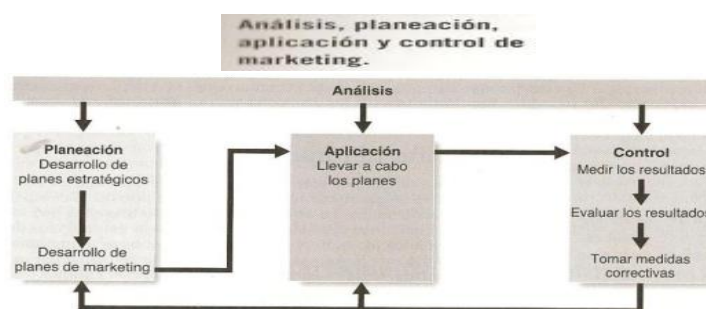 Análisis, planeación,
aplicación y control de
marketing.
Análisis
Planeación
Desarrollo de
planes estratégicos
Desarrollo de
planes de marketing
Aplicación
Llevar a cabo
los planes
Control
Medir los resultados
Evaluar los resultados
Tomar medidas
correctivas